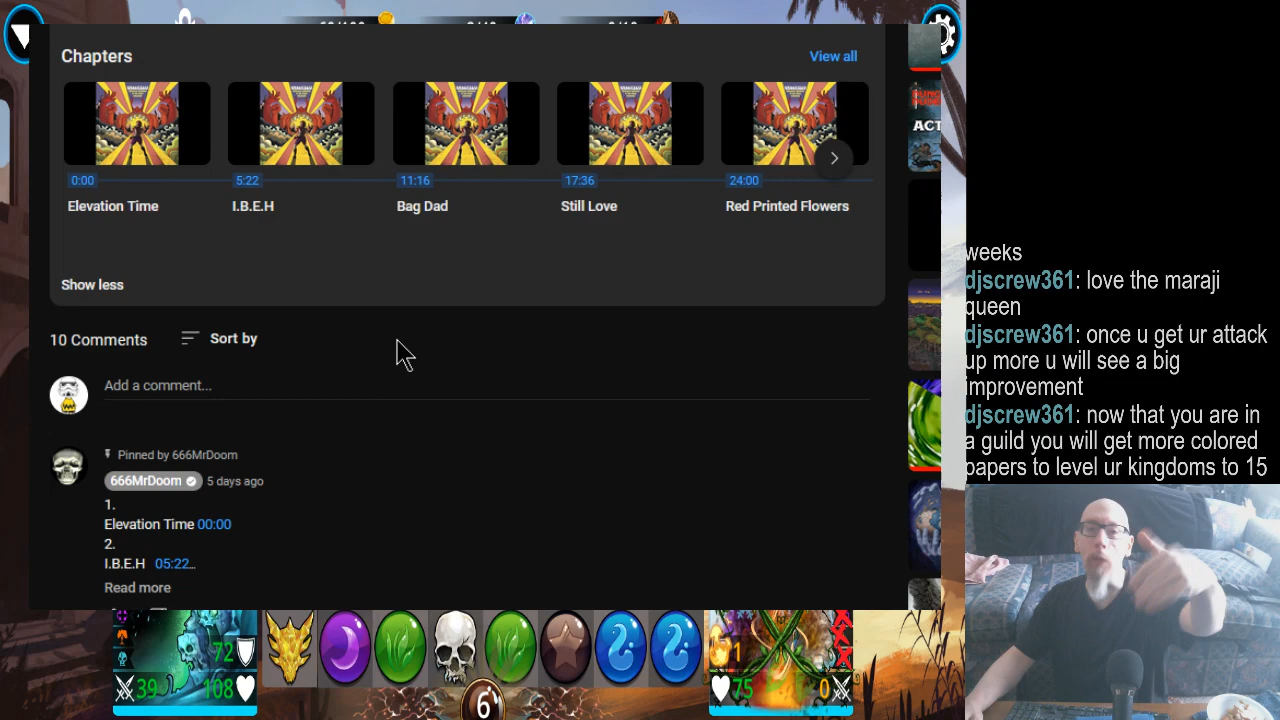 Chapters
View all
0:00
5:22
11:16
17:36
24:00
Elevation Time
I.B.E.H
Bag Dad
Still Love
Red Printed Flowers
Show less
10 Comments
Sort by
Add a comment...
Pinned by 666MrDoom
666MrDoom
5 days ago
1.
Elevation Time 00:00
2.
I.B.E.H 05:22...
Read more
ACT
weeks
djscrew361: love the maraji
queen
djscrew361: once u get ur attack
up more u will see a big
improvement
djscrew361: now that you are in
a guild you will get more colored
papers to level ur kingdoms to 15
72
39
108
6
75
0